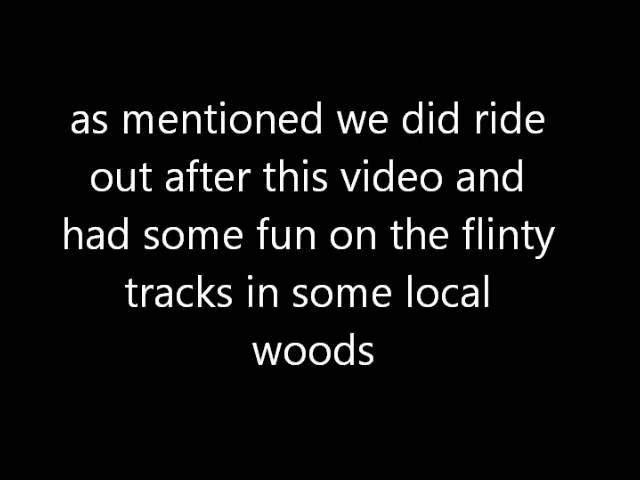 as mentioned we did ride
out after this video and
had some fun on the flinty
tracks in some local
woods